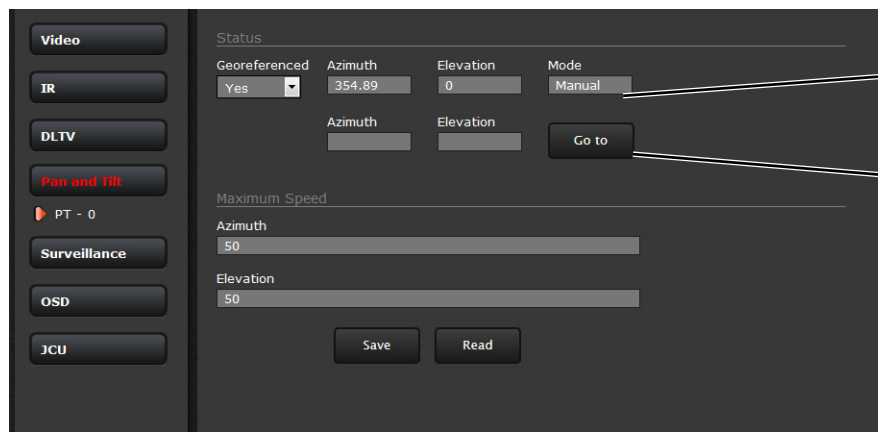 Video
IR
DLTV
Pan and Tilt
PT - 0
Surveillance
OSD
JCU
Status
Georeferenced Azimuth Elevation Mode
Yes 354.89 0 Manual
Azimuth Elevation
Go to
Maximum Speed
Azimuth
50
Elevation
50
Save Read